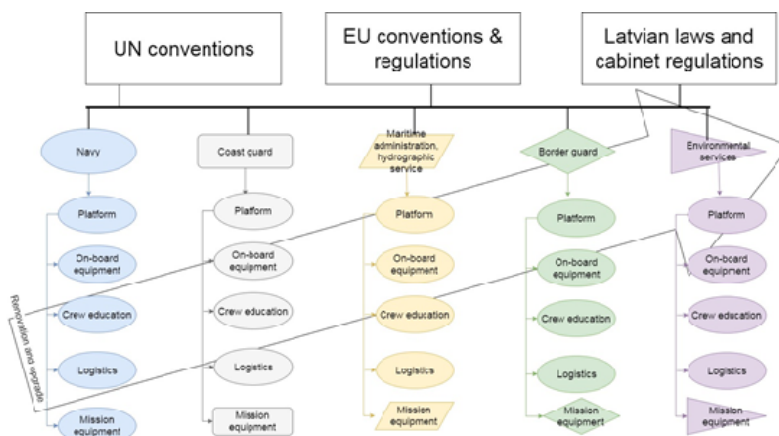 UN conventions
EU conventions &
regulations
Latvian laws and
cabinet regulations
Navy
Coast guard
Maritime
administration,
hydrographic
service
Border guard
Environmental
services
Platform
Platform
Platform
Platform
Platform
On-board
equipment
On-board
equipment
On-board
equipment
On-board
equipment
On-board
equipment
Crew education
Crew education
Crew education
Crew education
Crew education
Logistics
Logistics
Logistics
Logistics
Logistics
Mission
equipment
Mission
equipment
Mission
equipment
Mission
equipment
Mission
equipment
Renovation and upgrade